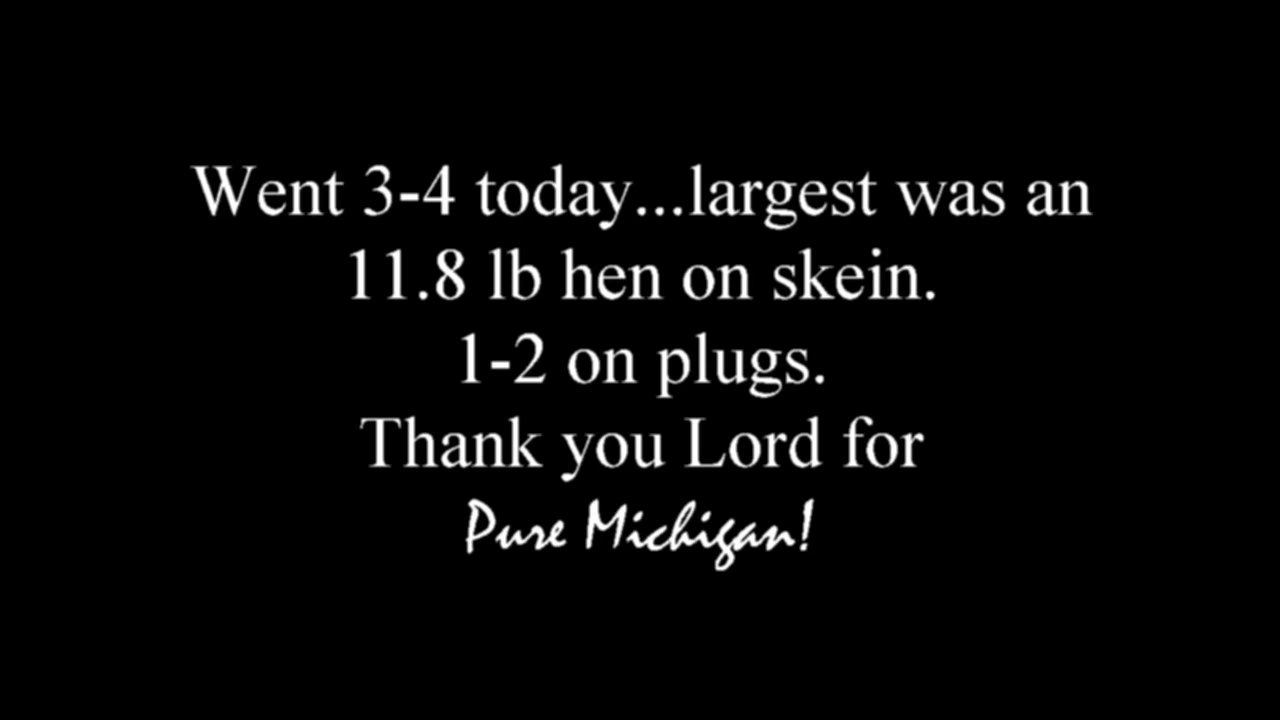 Went 3-4 today...largest was an
11.8 lb hen on skein.
1-2 on plugs.
Thank you Lord for
Pure Michigan!